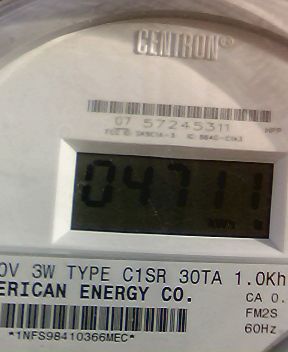 CENTRON®
07 57245311
HPP
04711
0V 3W TYPE C1SR 30TA 1.0Kh
ERICAN ENERGY CO.
CA 0.
FM2S
60Hz
*1NFS98410366MEC*